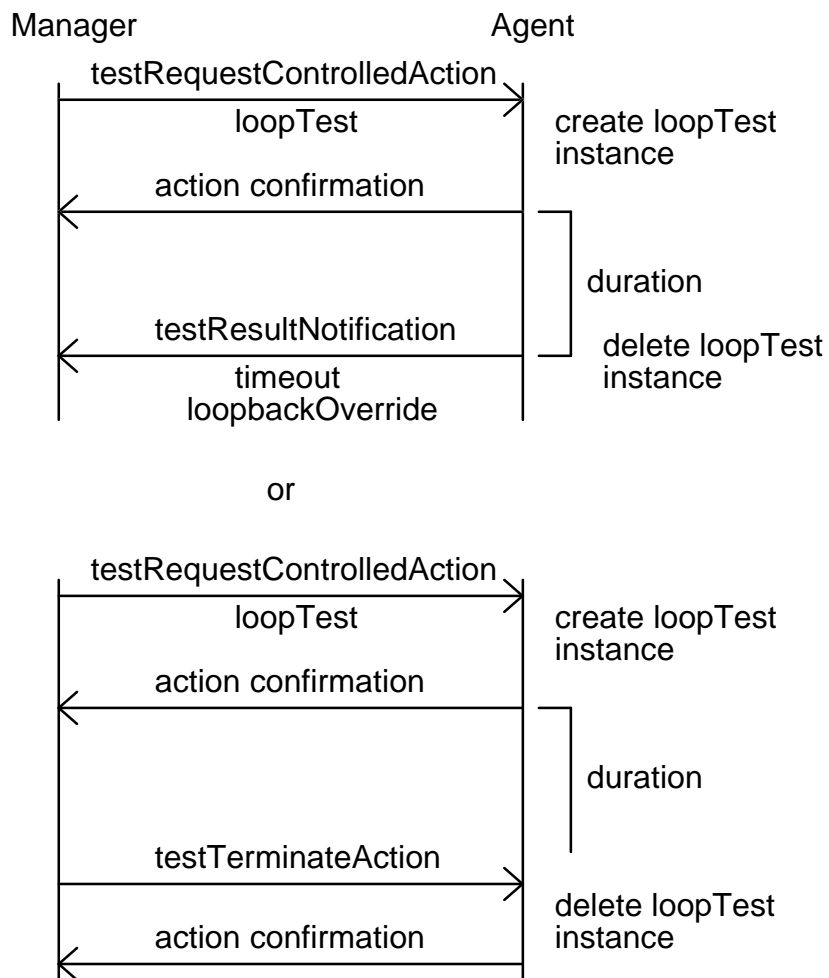 Manager Agent
testRequestControlledAction
loopTest
create loopTest
instance
action confirmation
duration
testResultNotification
delete loopTest
instance
timeout
loopbackOverride
or
testRequestControlledAction
loopTest
create loopTest
instance
action confirmation
duration
testTerminateAction
delete loopTest
instance
action confirmation